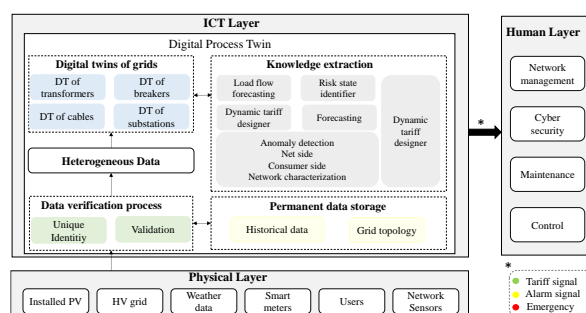 ICT Layer
Digital Process Twin
Digital twins of grids
DT of
transformers
DT of
breakers
DT of cables
DT of
substations
Heterogeneous Data
Data verification process
Unique
Identitiy
Validation
Knowledge extraction
Load flow
forecasting
Risk state
identifier
Dynamic tariff
designer
Forecasting
Anomaly detection
Net side
Consumer side
Network characterization
Dynamic
tariff
designer
Permanent data storage
Historical data
Grid topology
Physical Layer
Installed PV
HV grid
Weather
data
Smart
meters
Users
Network
Sensors
*
Human Layer
Network
management
Cyber
security
Maintenance
Control
*
Tariff signal
Alarm signal
Emergency